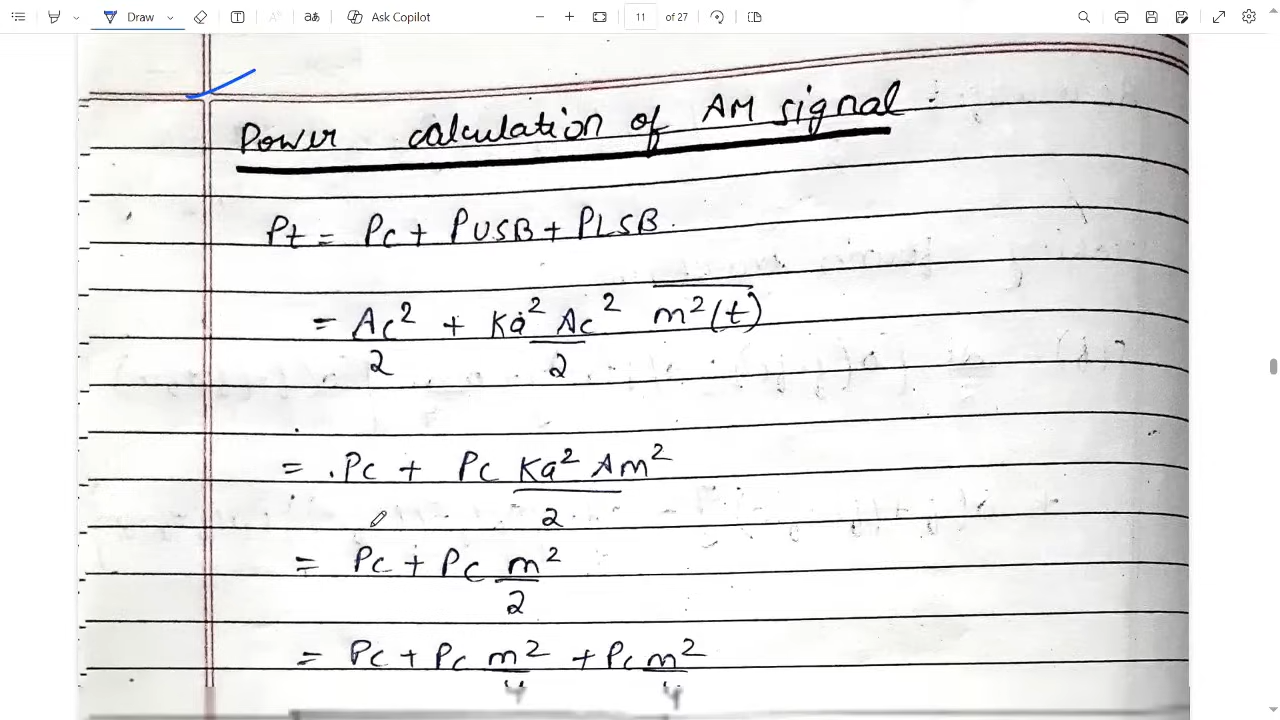 Draw
Ask Copilot
11 of 27
Power calculation of AM signal :
Pt = Pc + PUSB + PLSB.
= Ac² / 2 + Ka² Ac² / 2 m²(t)
= .Pc + Pc Ka² Am² / 2
= Pc + Pc m² / 2
= Pc + Pc m² / 4 + Pc m² / 4